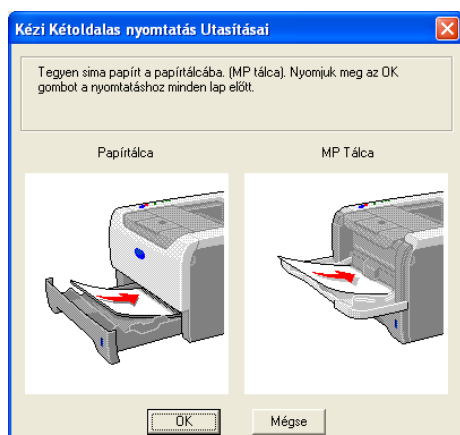 Kézi Kétoldalas nyomtatás Utasításai
Tegyen sima papírt a papírtálcába. (MP tálca). Nyomjuk meg az OK
gombot a nyomtatáshoz minden lap előtt.
Papírtálca
MP Tálca
OK
Mégse